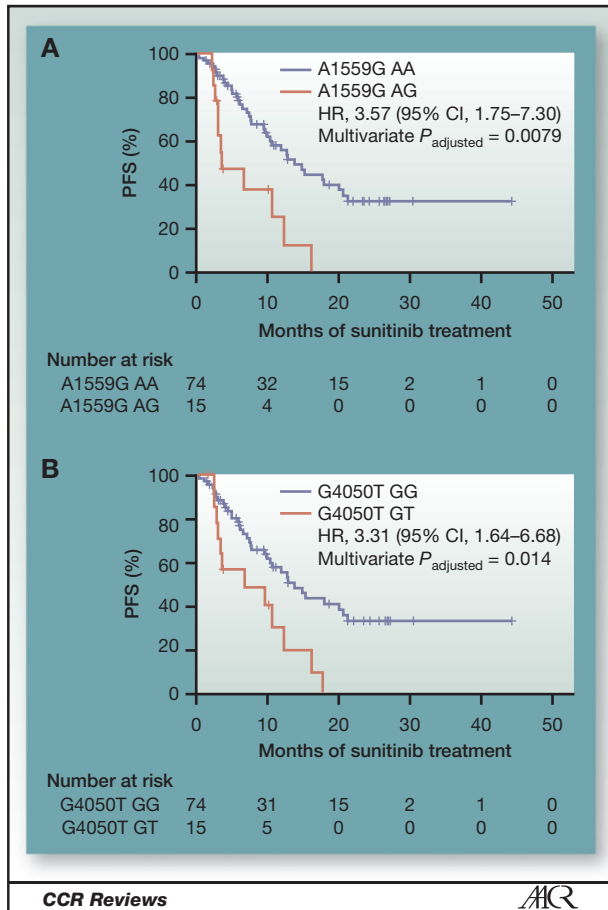 A
PFS (%)
100
80
60
40
20
0
A1559G AA
A1559G AG
HR, 3.57 (95% CI, 1.75–7.30)
Multivariate Padjusted = 0.0079
0 10 20 30 40 50
Months of sunitinib treatment
Number at risk
A1559G AA 74 32 15 2 1 0
A1559G AG 15 4 0 0 0 0
B
PFS (%)
100
80
60
40
20
0
G4050T GG
G4050T GT
HR, 3.31 (95% CI, 1.64–6.68)
Multivariate Padjusted = 0.014
0 10 20 30 40 50
Months of sunitinib treatment
Number at risk
G4050T GG 74 31 15 2 1 0
G4050T GT 15 5 0 0 0 0
CCR Reviews AACR